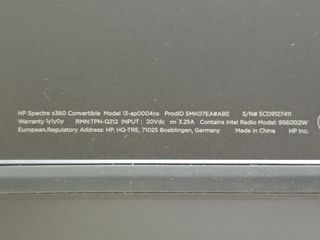 HP Spectre x360 Convertible Model 13-ap0004ns ProdID 5MK07EA#ABE S/N# 5CD9127411
Warranty 1y1y0y RMN:TPN-Q212 INPUT : 20Vdc m 3.25A Contains Intel Radio Model: 9560D2W
European.Regulatory Address: HP, HQ-TRE, 71025 Boeblingen, Germany Made in China HP Inc.